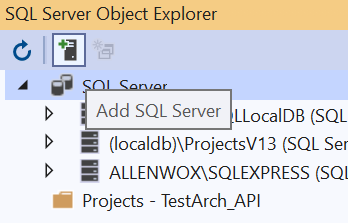 SQL Server Object Explorer
SQL Server
Add SQL Server
LLocalDB (SQL
(localdb)\ProjectsV13 (SQL Ser
ALLENWOX\SQLEXPRESS (SQL
Projects - TestArch_API